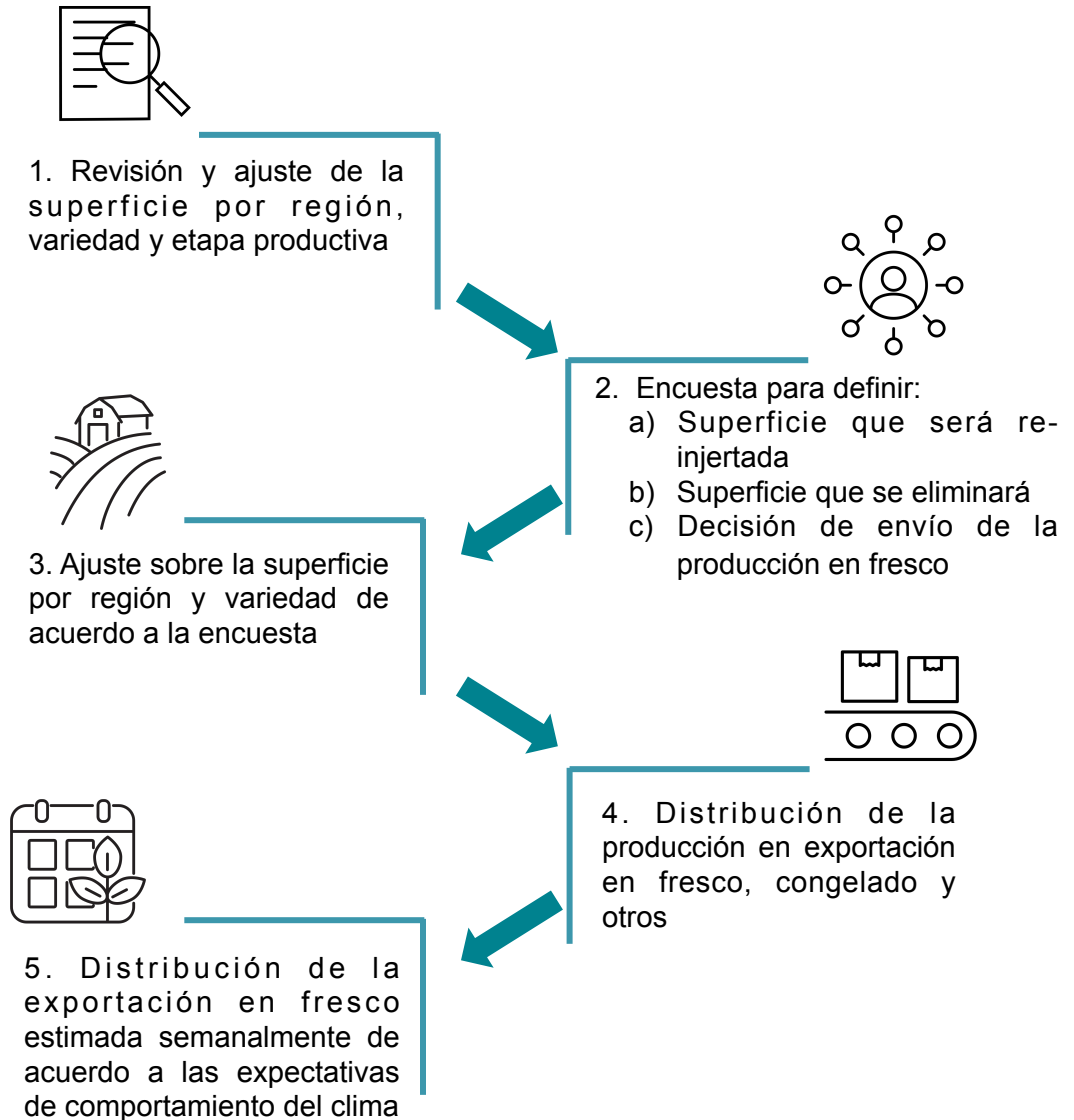 1. Revisión y ajuste de la
superficie por región,
variedad y etapa productiva
2. Encuesta para definir:
a) Superficie que será re-
injertada
b) Superficie que se eliminará
c) Decisión de envío de la
producción en fresco
3. Ajuste sobre la superficie
por región y variedad de
acuerdo a la encuesta
4. Distribución de la
producción en exportación
en fresco, congelado y
otros
5. Distribución de la
exportación en fresco
estimada semanalmente de
acuerdo a las expectativas
de comportamiento del clima